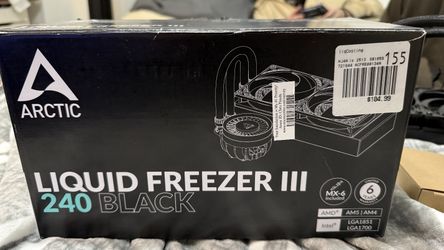 ARCTIC
LIQUID FREEZER III
240 BLACK
155
$104.99
MX-6
included
6
AMD
AM5 | AM4
Intel
LGA1851
LGA1700